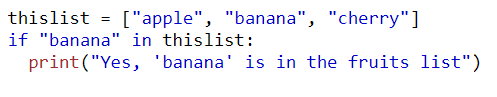 thislist = ["apple", "banana", "cherry"]
if "banana" in thislist:
  print("Yes, 'banana' is in the fruits list")